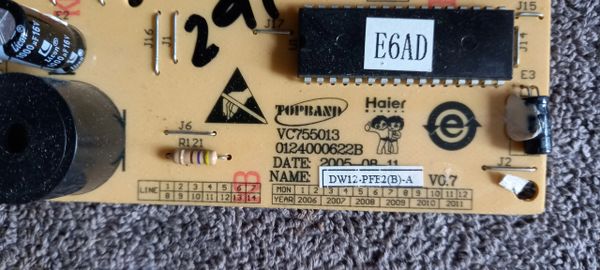 J17
J15
J16
J1
291
E6AD
J14
1000uF16V
E3
TOPBAND
Haier
J6
VC755013
R121
0124000622B
DATE: 2005-08-11
J2
NAME: DW12-PFE2(B)-A V0.7
LINE 1 2 3 4 5 6 7
8 9 10 11 12 13 14
B
MON 1 2 3 4 5 6 7 8 9 10 11 12
YEAR 2006 2007 2008 2009 2010 2011